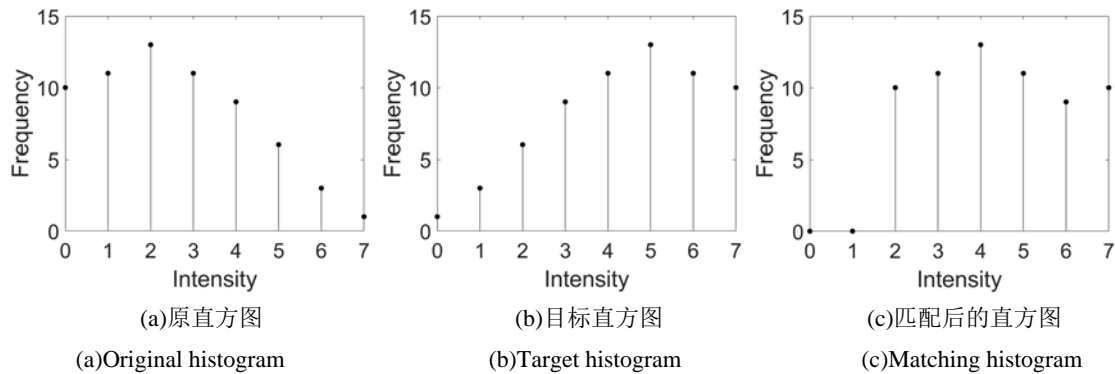 15
10
5
0
Frequency
0 1 2 3 4 5 6 7
Intensity
(a)原直方图
(a)Original histogram
15
10
5
0
Frequency
0 1 2 3 4 5 6 7
Intensity
(b)目标直方图
(b)Target histogram
15
10
5
0
Frequency
0 1 2 3 4 5 6 7
Intensity
(c)匹配后的直方图
(c)Matching histogram